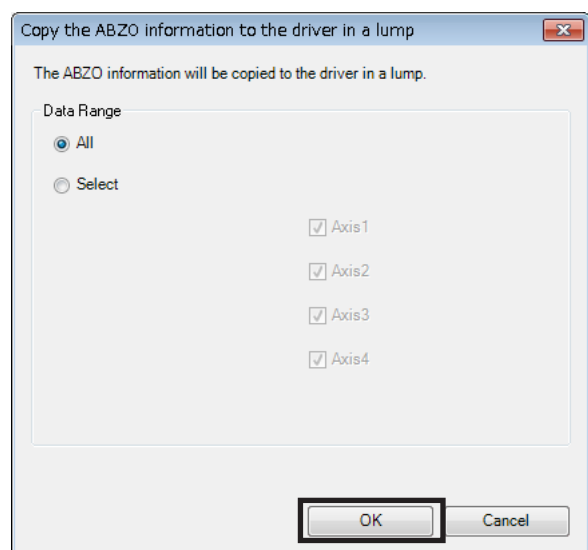 Copy the ABZO information to the driver in a lump
The ABZO information will be copied to the driver in a lump.
Data Range
All
Select
Axis1
Axis2
Axis3
Axis4
OK Cancel